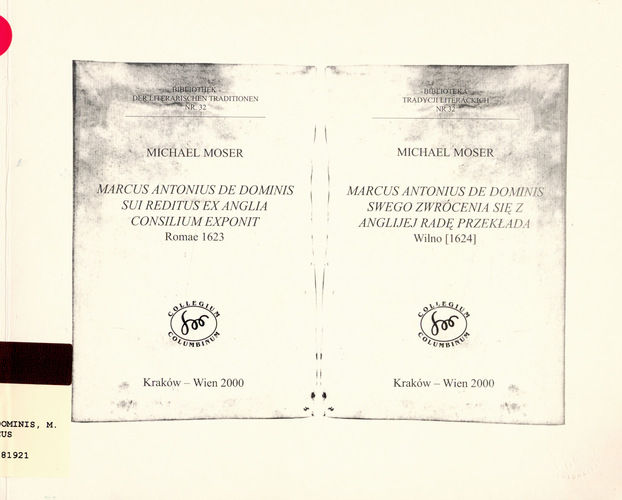 BIBLIOTHEK
DER LITERARISCHEN TRADITIONEN
NR. 32
MICHAEL MOSER
MARCUS ANTONIUS DE DOMINIS
SUI REDITUS EX ANGLIA
CONSILIUM EXPONIT
Romae 1623
COLLEGIUM
COLUMBINUM
Kraków – Wien 2000
BIBLIOTEKA
TRADYCJI LITERACKICH
NR 32
MICHAEL MOSER
MARCUS ANTONIUS DE DOMINIS
SWEGO ZWRÓCENIA SIĘ Z
ANGLIJEJ RADĘ PRZEKŁADA
Wilno [1624]
COLLEGIUM
COLUMBINUM
Kraków – Wien 2000
DOMINIS, M.
CUS
81921